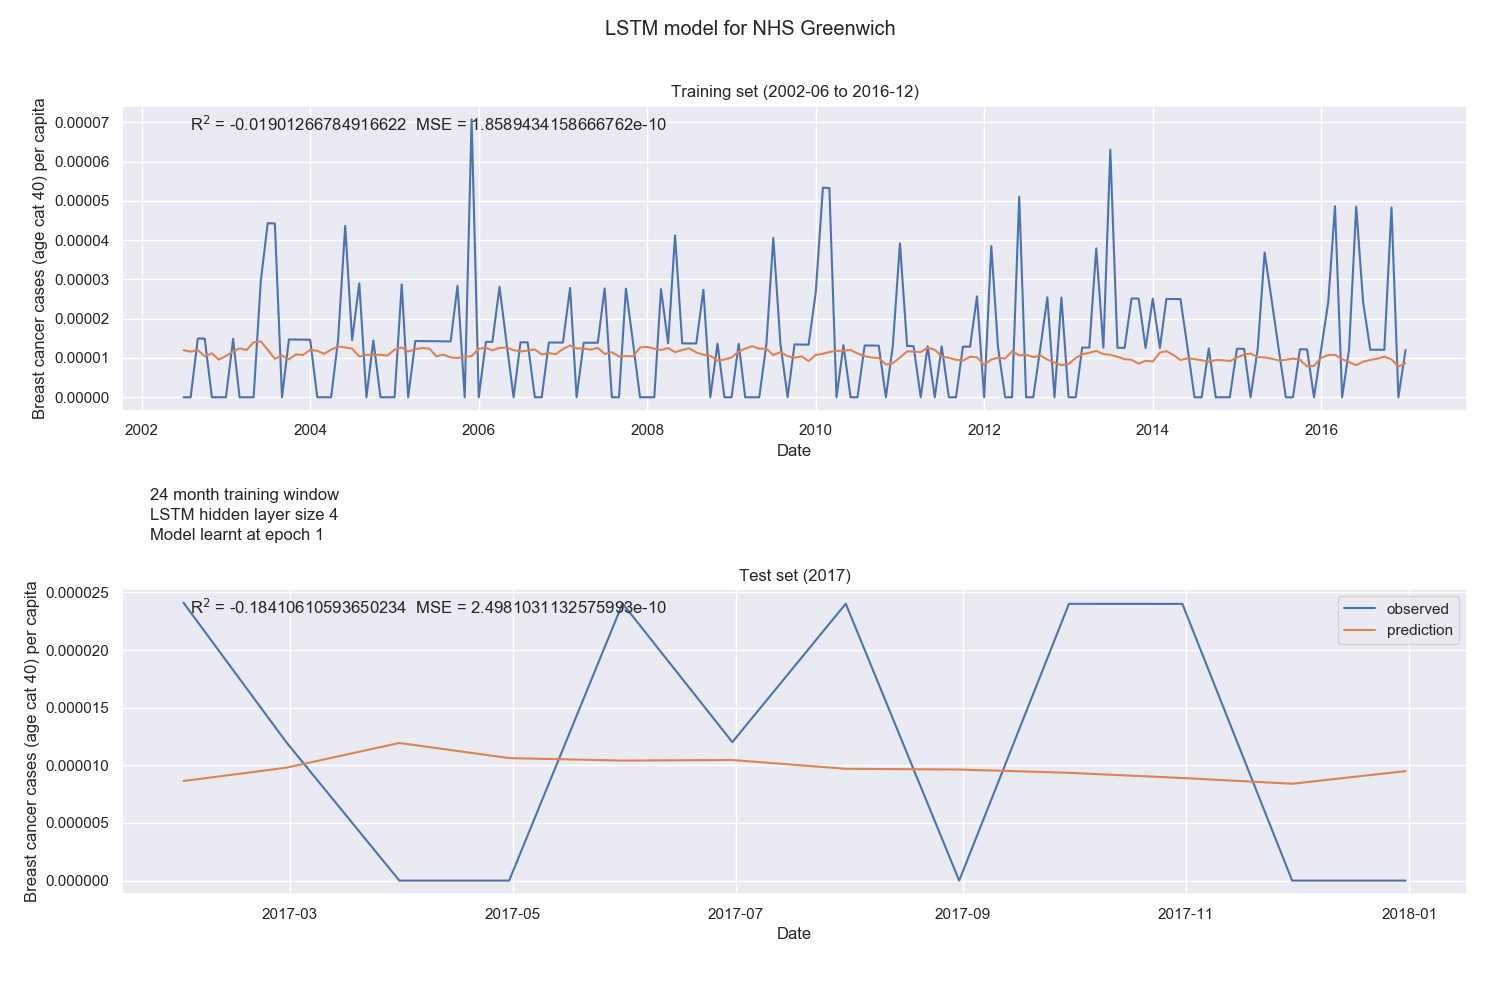 LSTM model for NHS Greenwich
Training set (2002-06 to 2016-12)
R² = -0.01901266784916622 MSE = 1.8589434158666762e-10
Breast cancer cases (age cat 40) per capita
0.00007
0.00006
0.00005
0.00004
0.00003
0.00002
0.00001
0.00000
2002 2004 2006 2008 2010 2012 2014 2016
Date
24 month training window
LSTM hidden layer size 4
Model learnt at epoch 1
Test set (2017)
R² = -0.18410610593650234 MSE = 2.4981031132575993e-10
observed
prediction
Breast cancer cases (age cat 40) per capita
0.000025
0.000020
0.000015
0.000010
0.000005
0.000000
2017-03 2017-05 2017-07 2017-09 2017-11 2018-01
Date